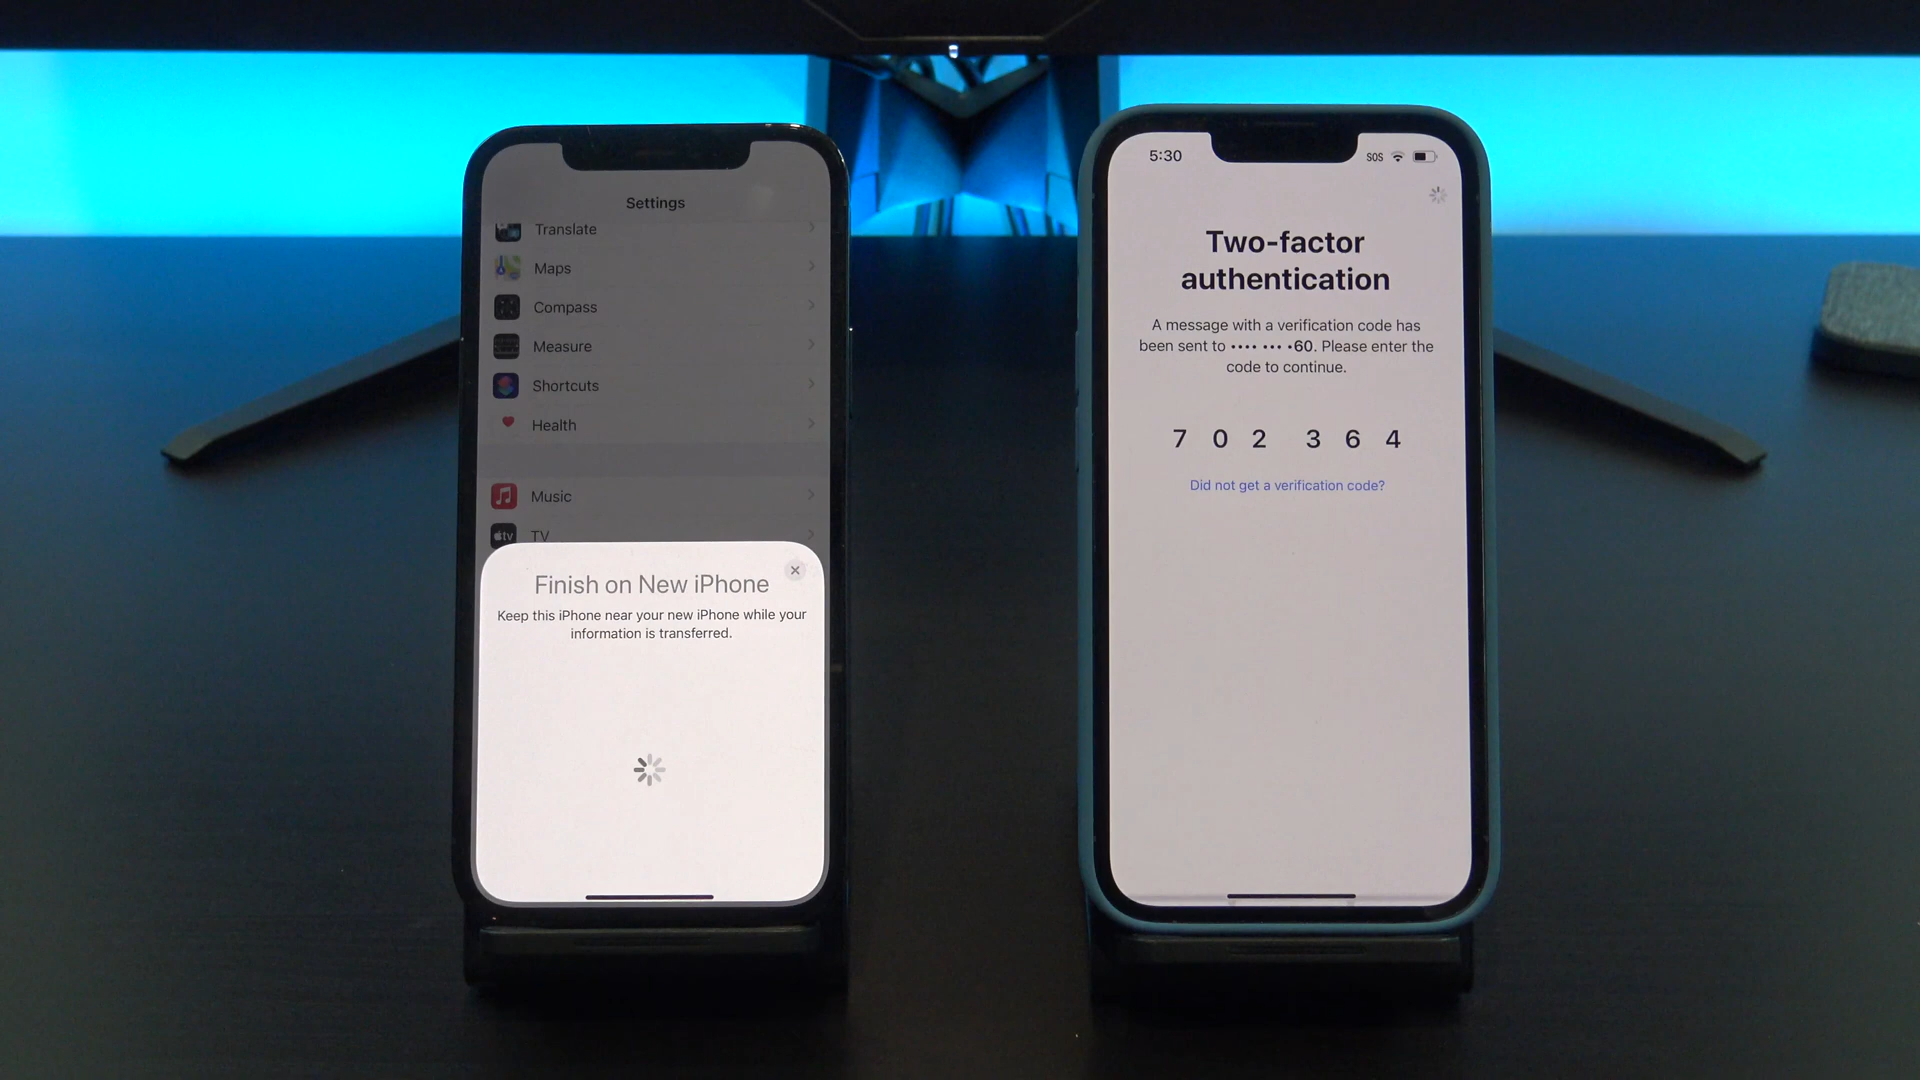 Settings
Translate
Maps
Compass
Measure
Shortcuts
Health
Music
tv TV
Finish on New iPhone
Keep this iPhone near your new iPhone while your
information is transferred.
5:30 SOS
Two-factor
authentication
A message with a verification code has
been sent to •••• ••• •60. Please enter the
code to continue.
7 0 2 3 6 4
Did not get a verification code?